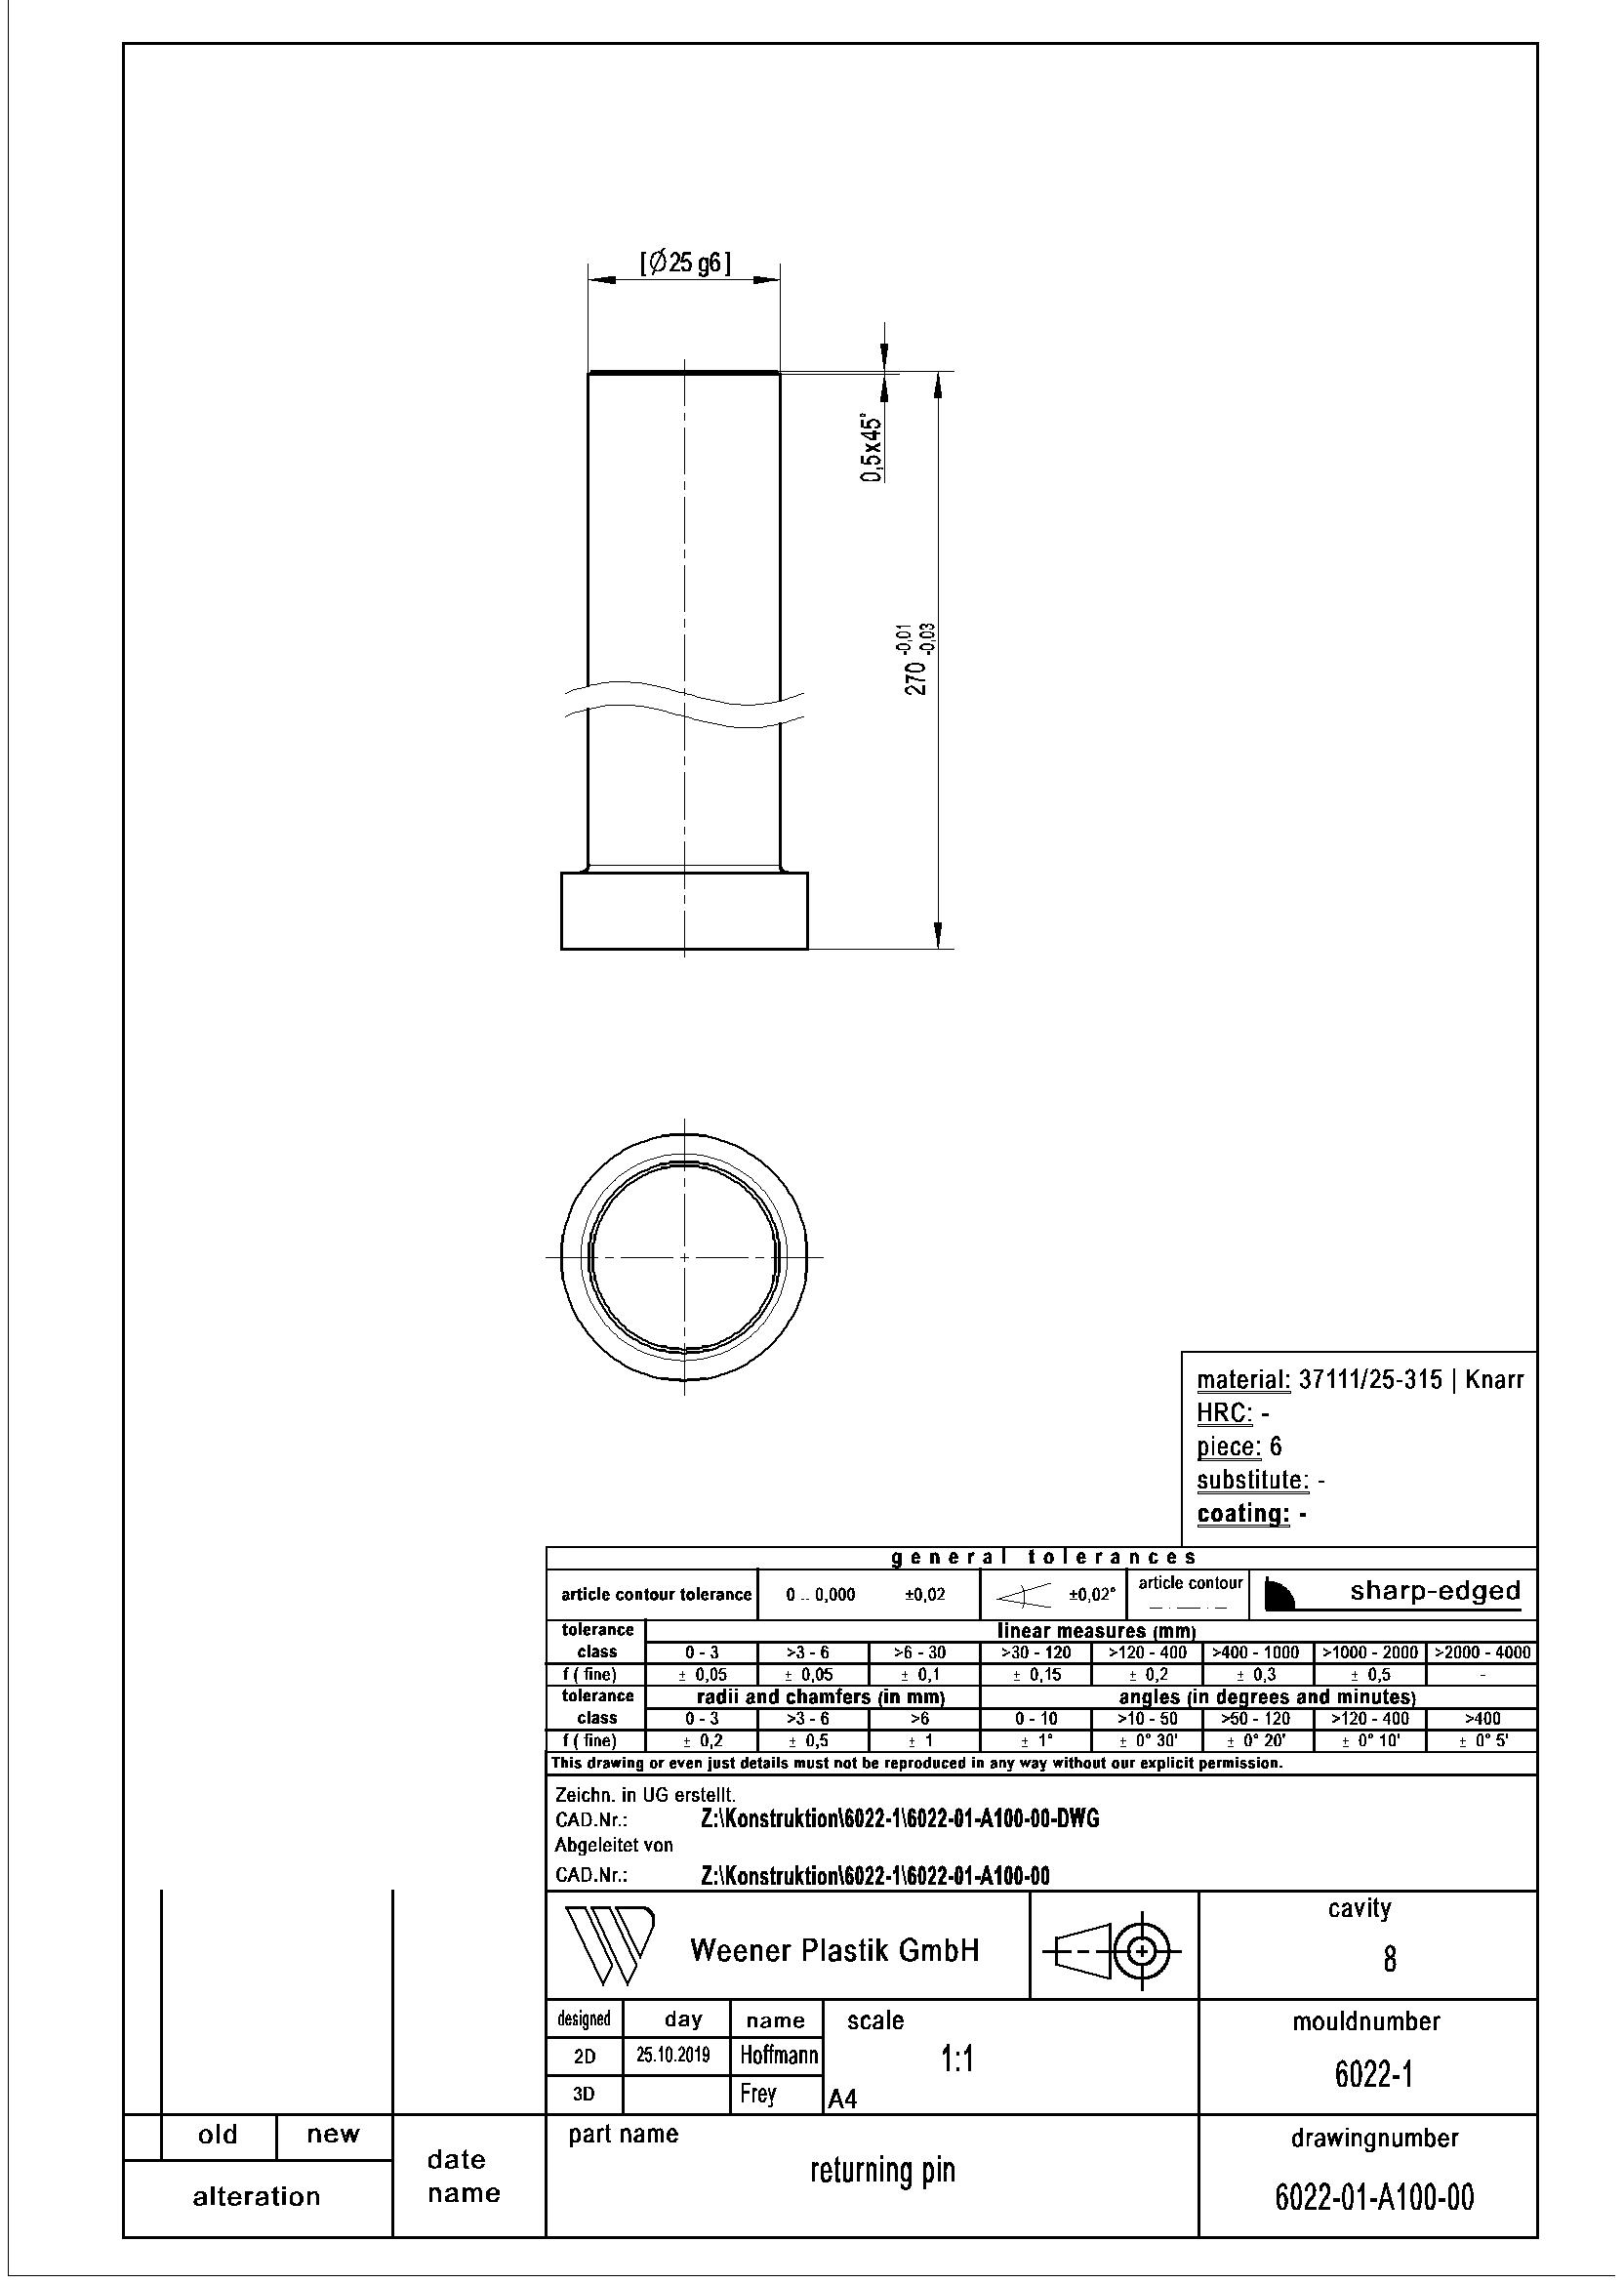 [Ø25 g6]
0,5x45°
270 -0,01 -0,03
material: 37111/25-315 | Knarr
HRC: -
piece: 6
substitute: -
coating: -
general tolerances
article contour tolerance 0 .. 0,000 ±0,02 ±0,02° article contour sharp-edged
tolerance class linear measures (mm)
0 - 3 >3 - 6 >6 - 30 >30 - 120 >120 - 400 >400 - 1000 >1000 - 2000 >2000 - 4000
f ( fine) ± 0,05 ± 0,05 ± 0,1 ± 0,15 ± 0,2 ± 0,3 ± 0,5 -
tolerance class radii and chamfers (in mm) angles (in degrees and minutes)
0 - 3 >3 - 6 >6 0 - 10 >10 - 50 >50 - 120 >120 - 400 >400
f ( fine) ± 0,2 ± 0,5 ± 1 ± 1° ± 0° 30' ± 0° 20' ± 0° 10' ± 0° 5'
This drawing or even just details must not be reproduced in any way without our explicit permission.
Zeichn. in UG erstellt.
CAD.Nr.: Z:\Konstruktion\6022-1\6022-01-A100-00-DWG
Abgeleitet von
CAD.Nr.: Z:\Konstruktion\6022-1\6022-01-A100-00
Weener Plastik GmbH
cavity
8
designed day name
2D 25.10.2019 Hoffmann
3D Frey
scale
1:1
A4
mouldnumber
6022-1
old new
alteration
date
name
part name
returning pin
drawingnumber
6022-01-A100-00